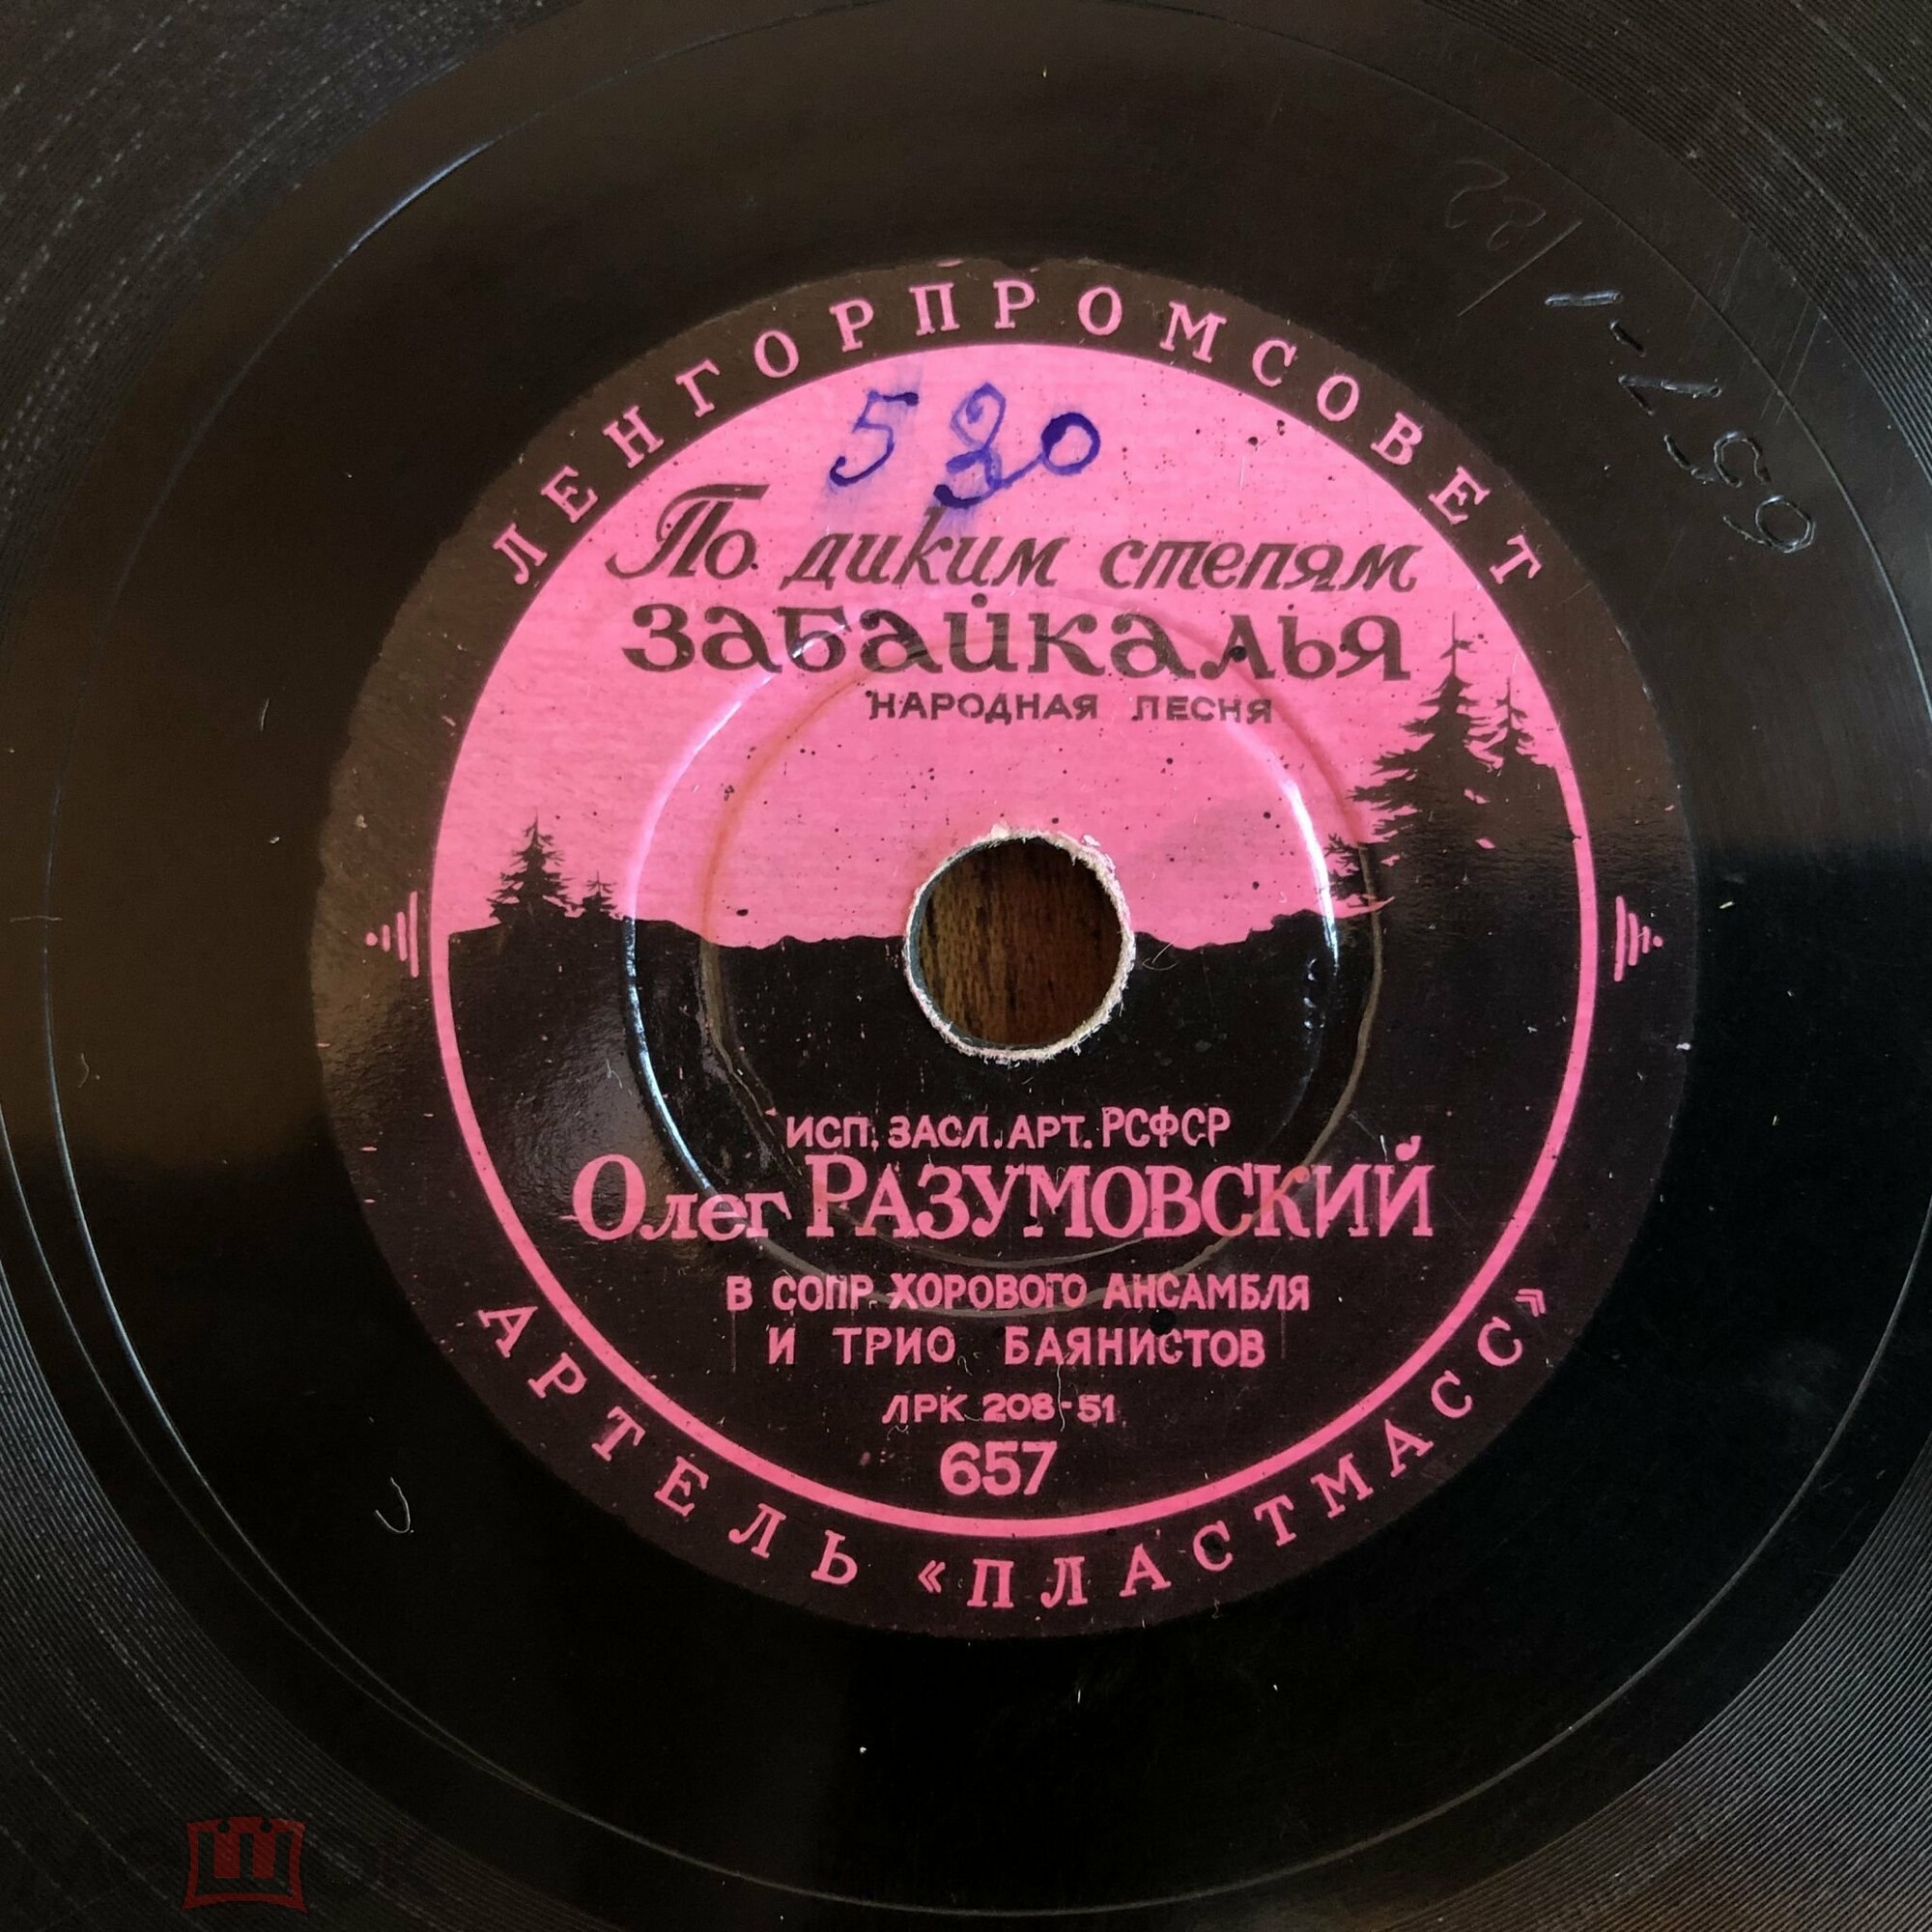 ЛЕНГОРПРОМСОВЕТ
520
По диким степям
ЗАБАЙКАЛЬЯ
НАРОДНАЯ ПЕСНЯ
ИСП. ЗАСЛ. АРТ. РСФСР
Олег РАЗУМОВСКИЙ
В СОПР. ХОРОВОГО АНСАМБЛЯ
И ТРИО БАЯНИСТОВ
ЛРК 208-51
657
АРТЕЛЬ «ПЛАСТМАСС»
657-1